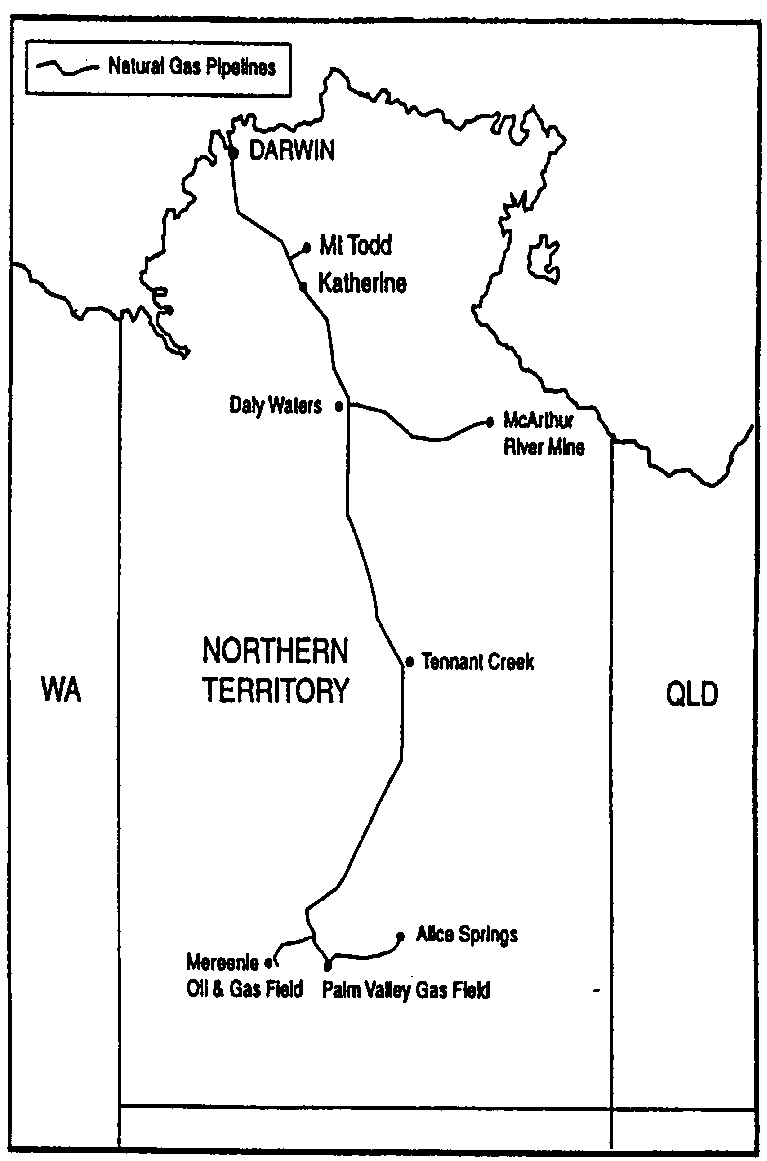 Natural Gas Pipelines
DARWIN
Mt Todd
Katherine
Daly Waters
McArthur
River Mine
NORTHERN
TERRITORY
Tennant Creek
WA
QLD
Alice Springs
Mereenie
Oil & Gas Field
Palm Valley Gas Field